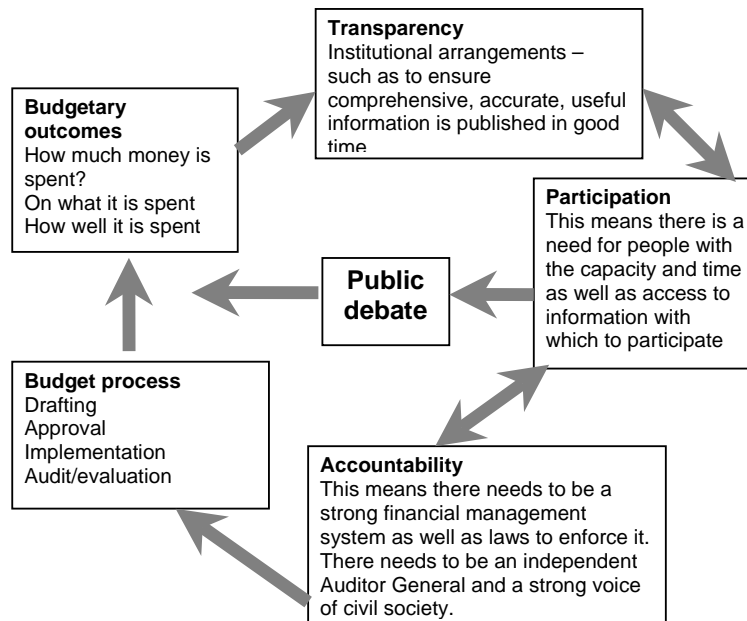 Transparency
Institutional arrangements –
such as to ensure
comprehensive, accurate, useful
information is published in good
time
Budgetary
outcomes
How much money is
spent?
On what it is spent
How well it is spent
Participation
This means there is a
need for people with
the capacity and time
as well as access to
information with
which to participate
Public
debate
Budget process
Drafting
Approval
Implementation
Audit/evaluation
Accountability
This means there needs to be a
strong financial management
system as well as laws to enforce it.
There needs to be an independent
Auditor General and a strong voice
of civil society.